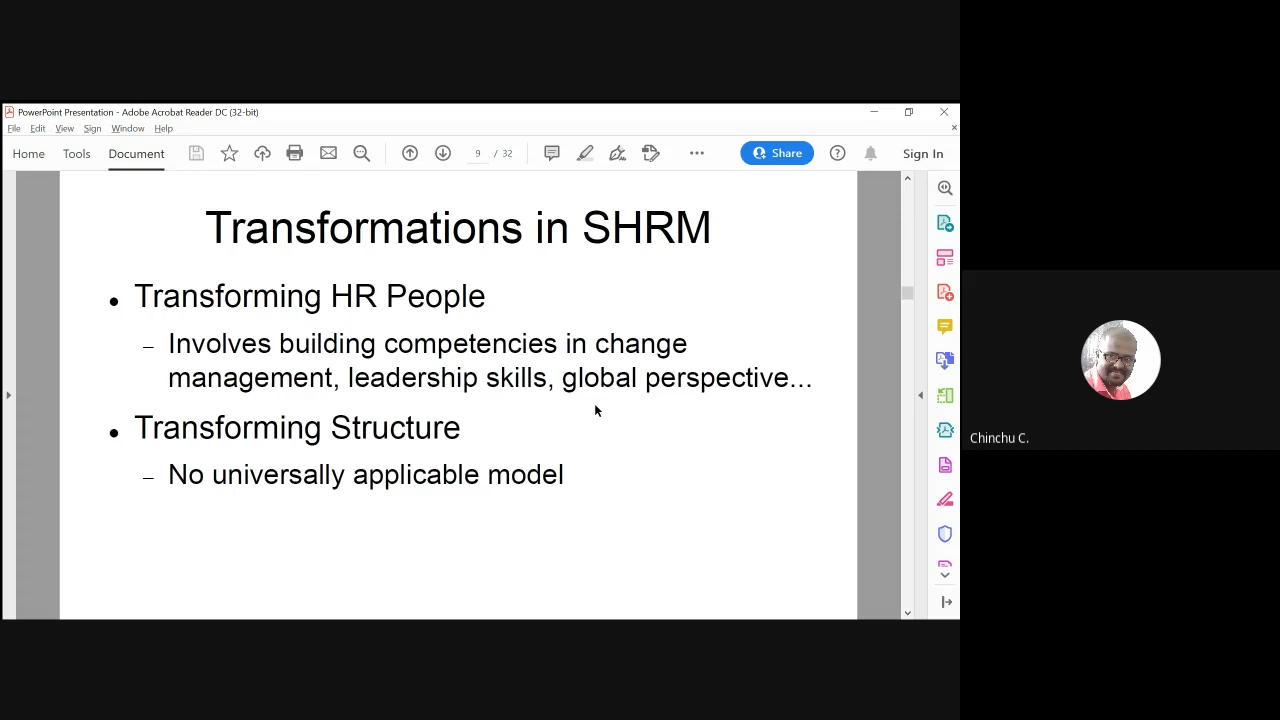 PowerPoint Presentation - Adobe Acrobat Reader DC (32-bit)
File Edit View Sign Window Help
Home Tools Document 9 / 32 Share Sign In
Transformations in SHRM
• Transforming HR People
– Involves building competencies in change
management, leadership skills, global perspective...
• Transforming Structure
– No universally applicable model
Chinchu C.